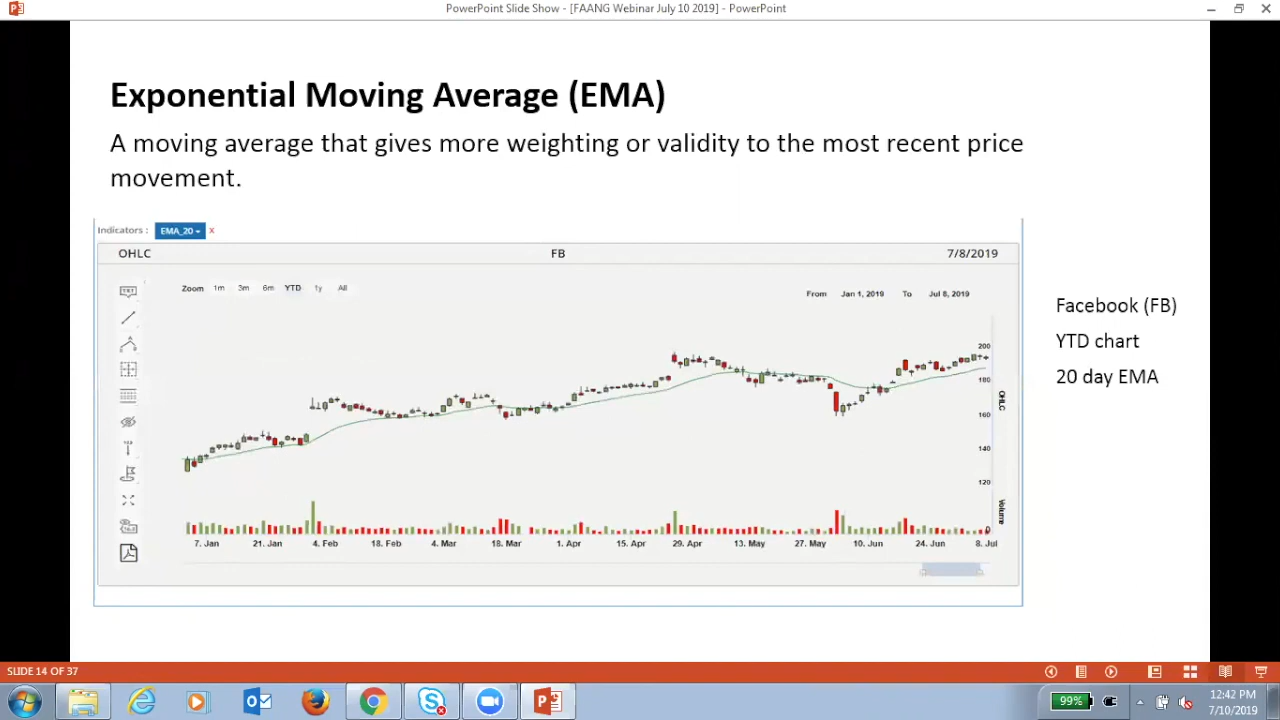 PowerPoint Slide Show - [FAANG Webinar July 10 2019] - PowerPoint
Exponential Moving Average (EMA)
A moving average that gives more weighting or validity to the most recent price
movement.
Indicators : EMA_20 x
OHLC FB 7/8/2019
Zoom 1m 3m 6m YTD 1y All
From Jan 1, 2019 To Jul 8, 2019
TXT
200
180
160
140
120
0
OHLC
Volume
7. Jan 21. Jan 4. Feb 18. Feb 4. Mar 18. Mar 1. Apr 15. Apr 29. Apr 13. May 27. May 10. Jun 24. Jun 8. Jul
Facebook (FB)
YTD chart
20 day EMA
SLIDE 14 OF 37
99%
12:42 PM
7/10/2019